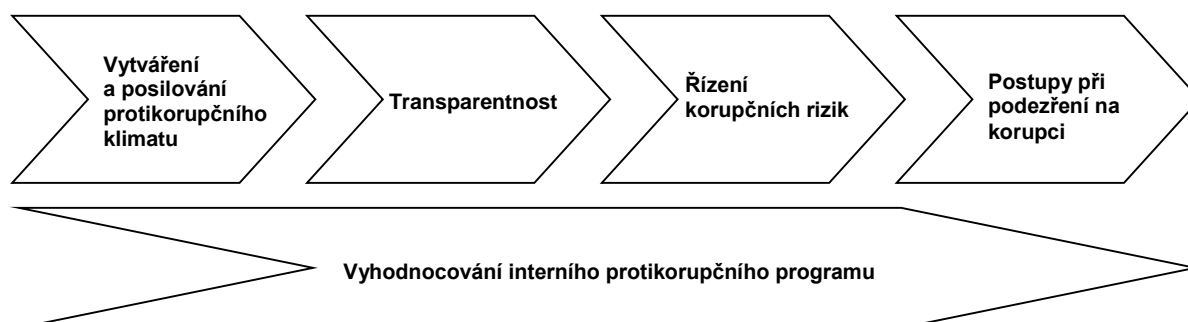 Vytváření
a posilování
protikorupčního
klimatu
Transparentnost
Řízení
korupčních rizik
Postupy při
podezření na
korupci
Vyhodnocování interního protikorupčního programu